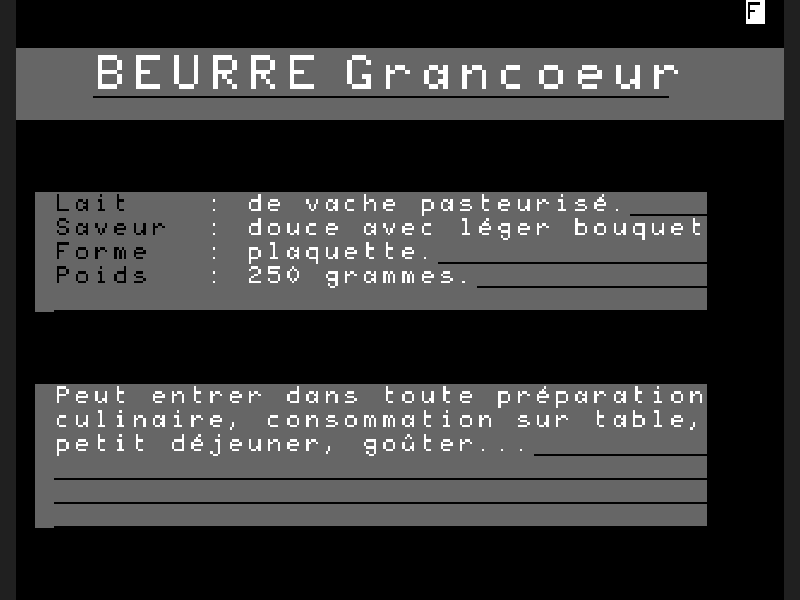 F
BEURRE Grancoeur
Lait : de vache pasteurisé.
Saveur : douce avec léger bouquet
Forme : plaquette.
Poids : 250 grammes.
Peut entrer dans toute préparation
culinaire, consommation sur table,
petit déjeuner, goûter...